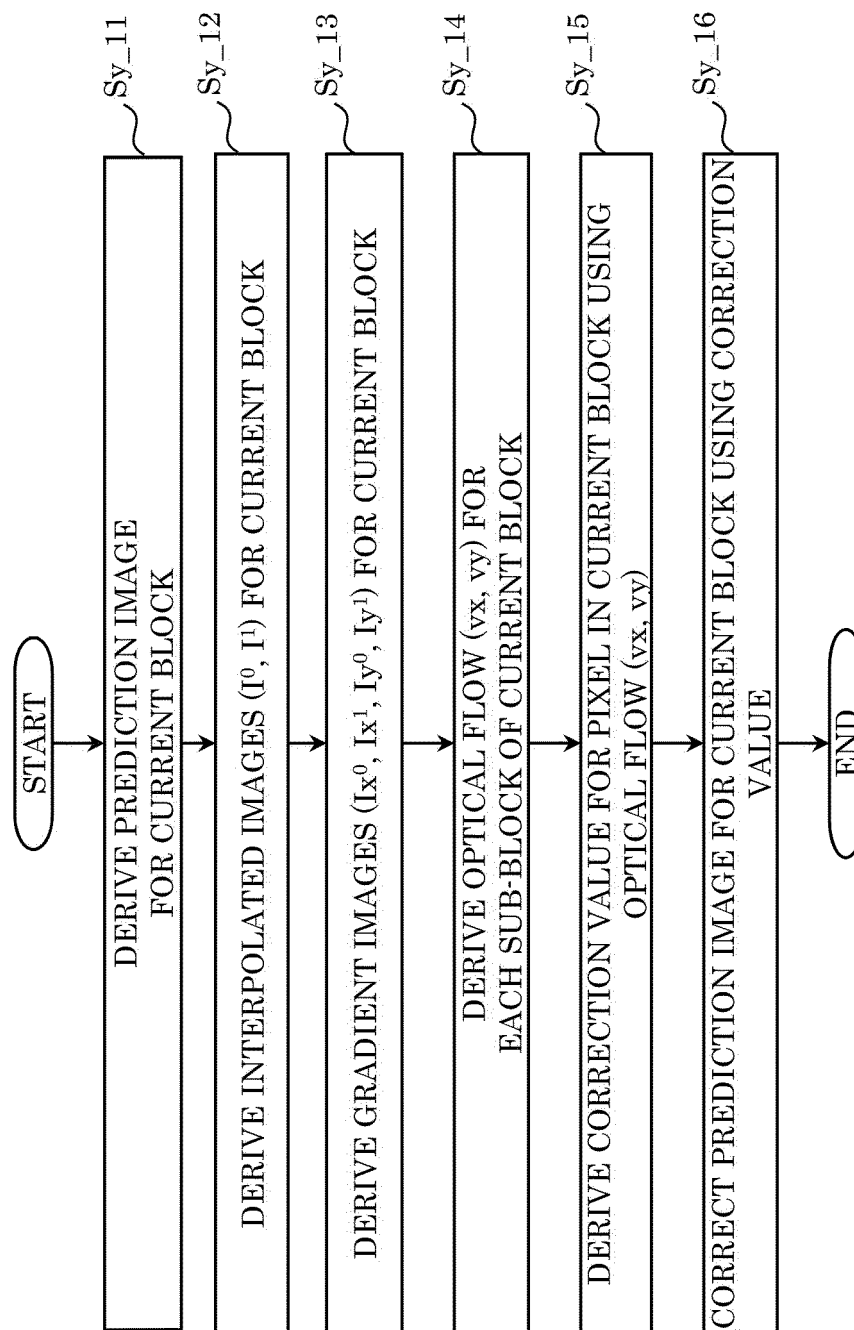 START
DERIVE PREDICTION IMAGE
FOR CURRENT BLOCK
Sy_11
DERIVE INTERPOLATED IMAGES (I⁰, I¹) FOR CURRENT BLOCK
Sy_12
DERIVE GRADIENT IMAGES (Ix⁰, Ix¹, Iy⁰, Iy¹) FOR CURRENT BLOCK
Sy_13
DERIVE OPTICAL FLOW (vx, vy) FOR
EACH SUB-BLOCK OF CURRENT BLOCK
Sy_14
DERIVE CORRECTION VALUE FOR PIXEL IN CURRENT BLOCK USING
OPTICAL FLOW (vx, vy)
Sy_15
CORRECT PREDICTION IMAGE FOR CURRENT BLOCK USING CORRECTION
VALUE
Sy_16
END